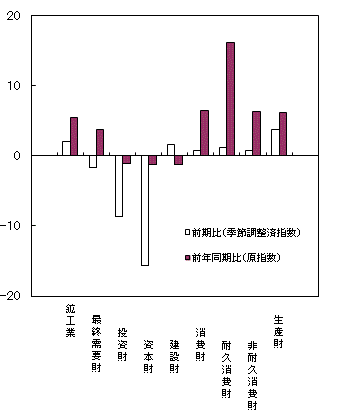 20
10
0
−10
−20
□前期比(季節調整済指数)
■前年同期比(原指数)
鉱工業
最終需要財
投資財
資本財
建設財
消費財
耐久消費財
非耐久消費財
生産財